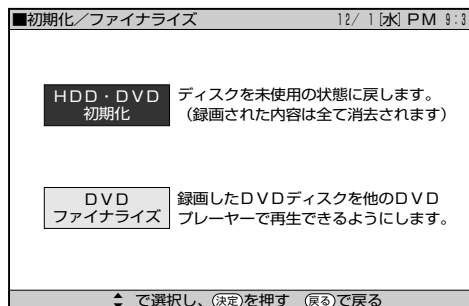 ■初期化／ファイナライズ 12/ 1[水] PM 9:3
HDD・DVD
初期化
ディスクを未使用の状態に戻します。
（録画された内容は全て消去されます）
DVD
ファイナライズ
録画したDVDディスクを他のDVD
プレーヤーで再生できるようにします。
で選択し、決定を押す 戻るで戻る